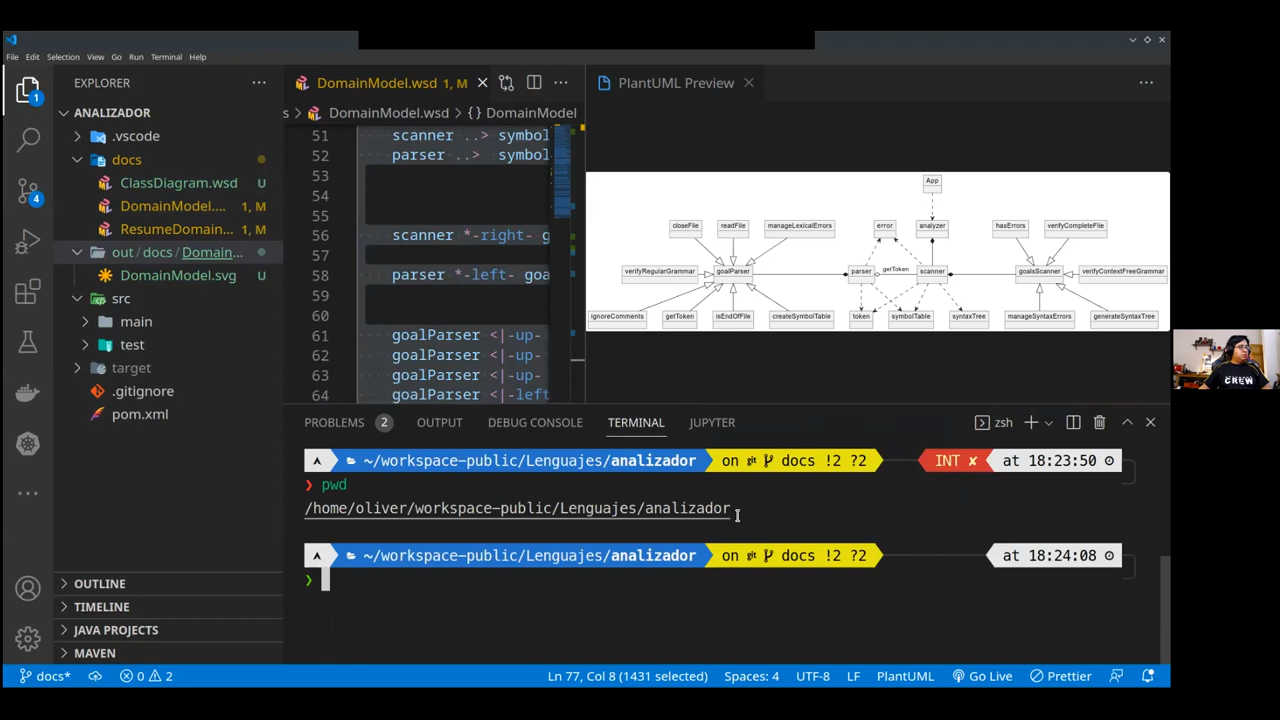 File Edit Selection View Go Run Terminal Help
EXPLORER
ANALIZADOR
.vscode
docs
ClassDiagram.wsd U
DomainModel.... 1, M
ResumeDomain... 1, M
out / docs / Domain...
DomainModel.svg U
src
main
test
target
.gitignore
pom.xml
OUTLINE
TIMELINE
JAVA PROJECTS
MAVEN
1
4
DomainModel.wsd 1, M
s > DomainModel.wsd > {} DomainModel
51 scanner ..> symbol
52 parser ..> symbol
53
54
55
56 scanner *-right- g
57
58 parser *-left- goa
59
60
61 goalParser <|-up-
62 goalParser <|-up-
63 goalParser <|-up-
64 goalParser <|-left
PlantUML Preview
App
closeFile readFile manageLexicalErrors error analyzer hasErrors verifyCompleteFile
verifyRegularGrammar goalParser parser getToken scanner goalsScanner verifyContextFreeGrammar
ignoreComments getToken isEndOfFile createSymbolTable token symbolTable syntaxTree manageSyntaxErrors generateSyntaxTree
CREW
PROBLEMS 2 OUTPUT DEBUG CONSOLE TERMINAL JUPYTER
zsh
~/workspace-public/Lenguajes/analizador on git docs !2 ?2 INT ✘ at 18:23:50
❯ pwd
/home/oliver/workspace-public/Lenguajes/analizador
~/workspace-public/Lenguajes/analizador on git docs !2 ?2 at 18:24:08
❯
docs* 0 2 Ln 77, Col 8 (1431 selected) Spaces: 4 UTF-8 LF PlantUML Go Live Prettier